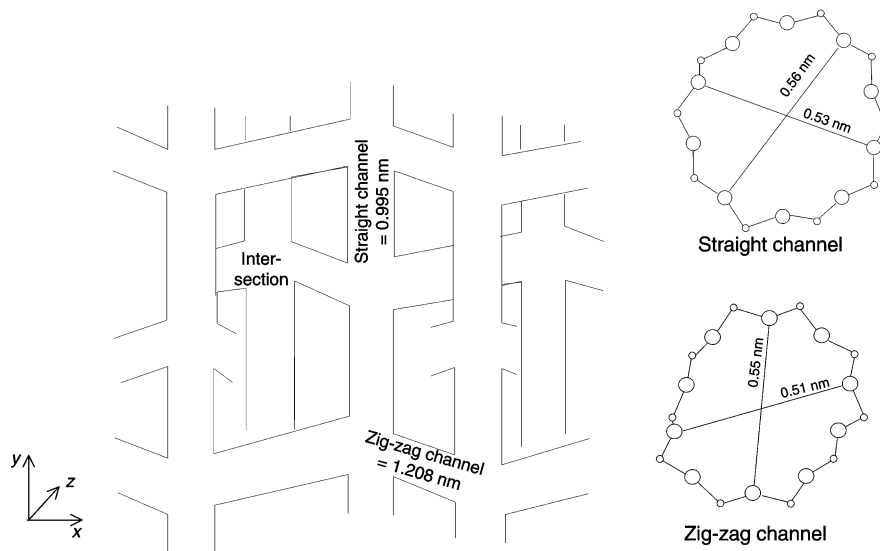 0.56 nm
0.53 nm
Straight channel
Straight channel
= 0.995 nm
Inter-
section
0.55 nm
0.51 nm
Zig-zag channel
= 1.208 nm
y
z
x
Zig-zag channel